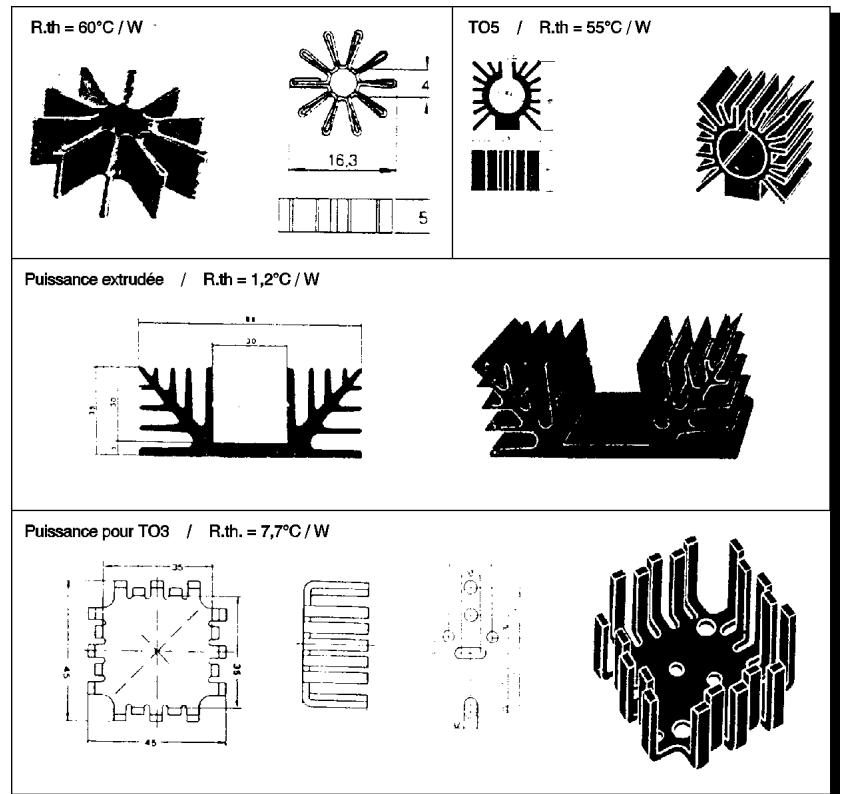 R.th = 60°C / W
4
16,3
5
TO5 / R.th = 55°C / W
Puissance extrudée / R.th = 1,2°C / W
30
35
30
Puissance pour TO3 / R.th. = 7,7°C / W
35
45
35
45